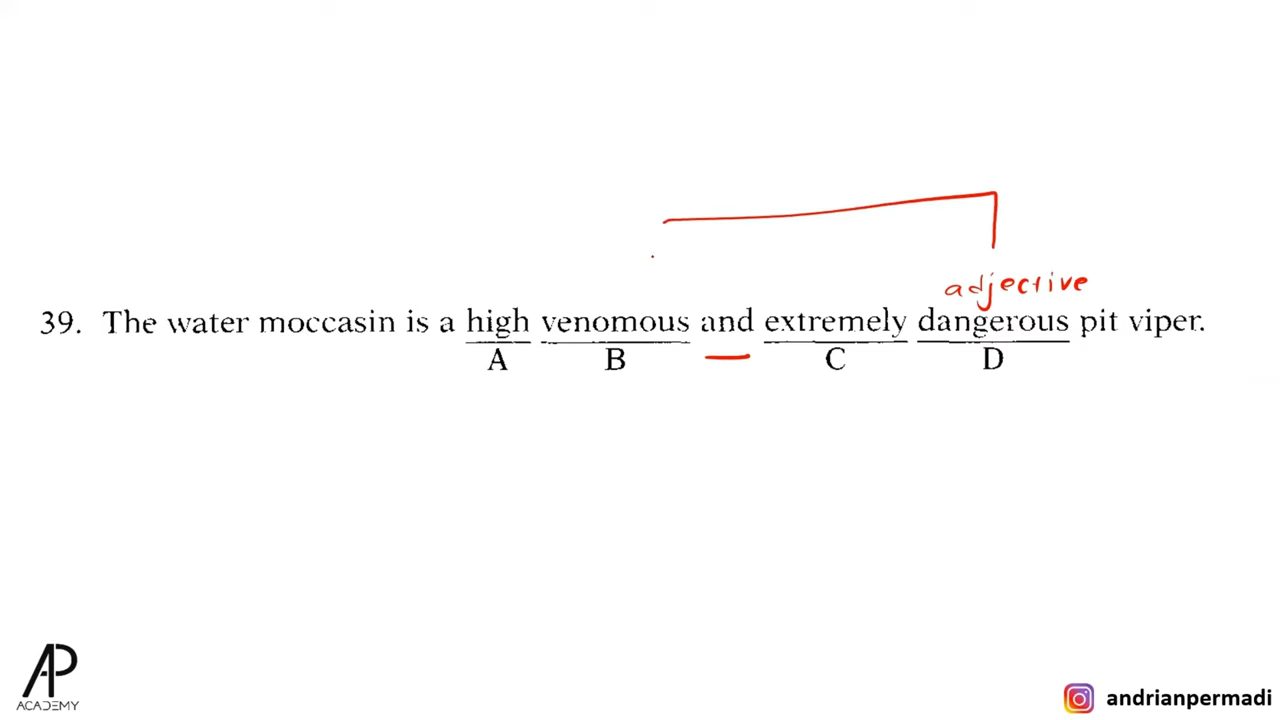 adjective
39. The water moccasin is a high venomous and extremely dangerous pit viper.
A B C D
AP
ACADEMY
andrianpermadi